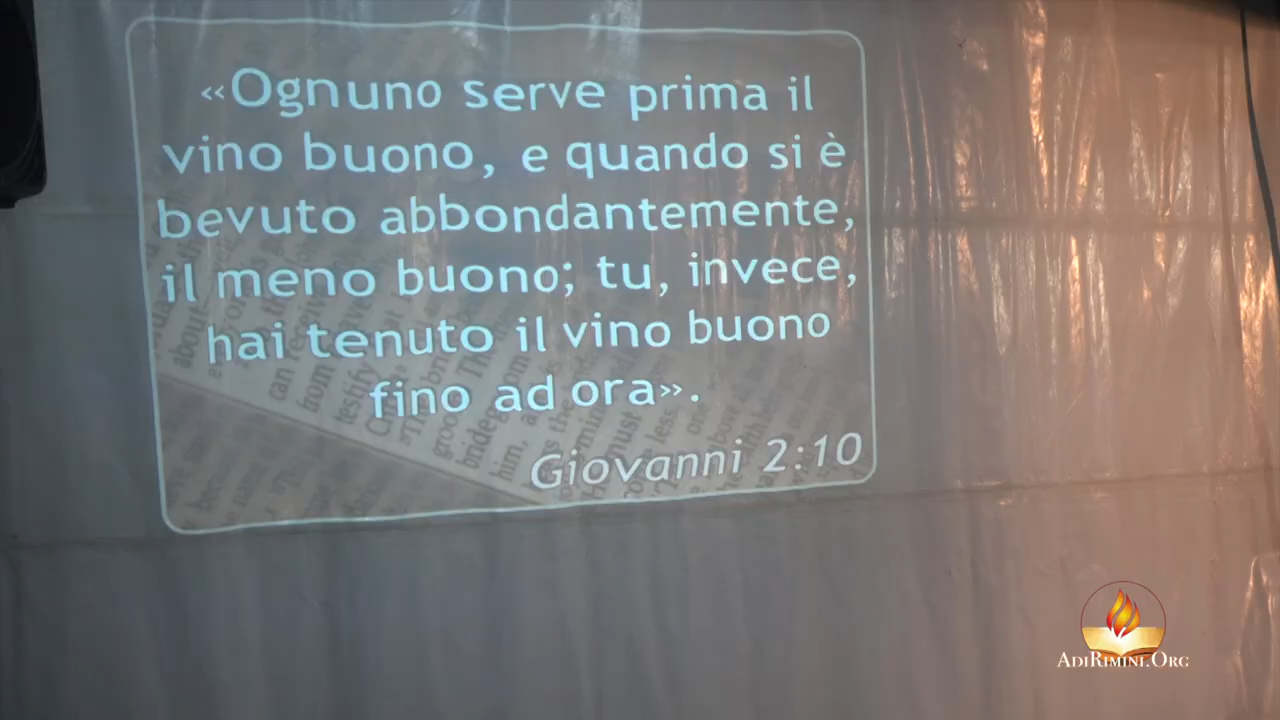 «Ognuno serve prima il
vino buono, e quando si è
bevuto abbondantemente,
il meno buono; tu, invece,
hai tenuto il vino buono
fino ad ora».
Giovanni 2:10
ADIRIMINI.ORG